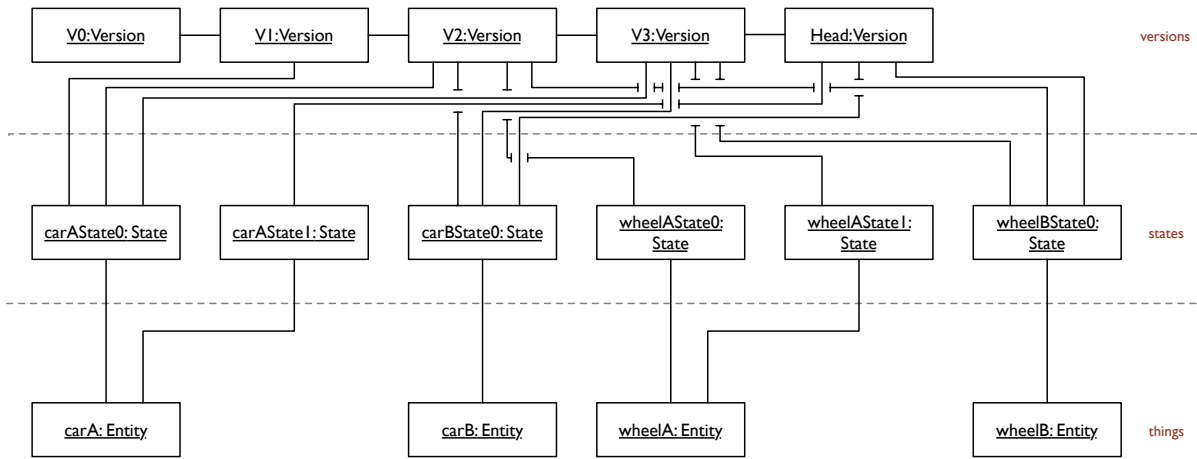 V0:Version
V1:Version
V2:Version
V3:Version
Head:Version
versions
carAState0: State
carAState1: State
carBState0: State
wheelAState0:
State
wheelAState1:
State
wheelBState0:
State
states
carA: Entity
carB: Entity
wheelA: Entity
wheelB: Entity
things